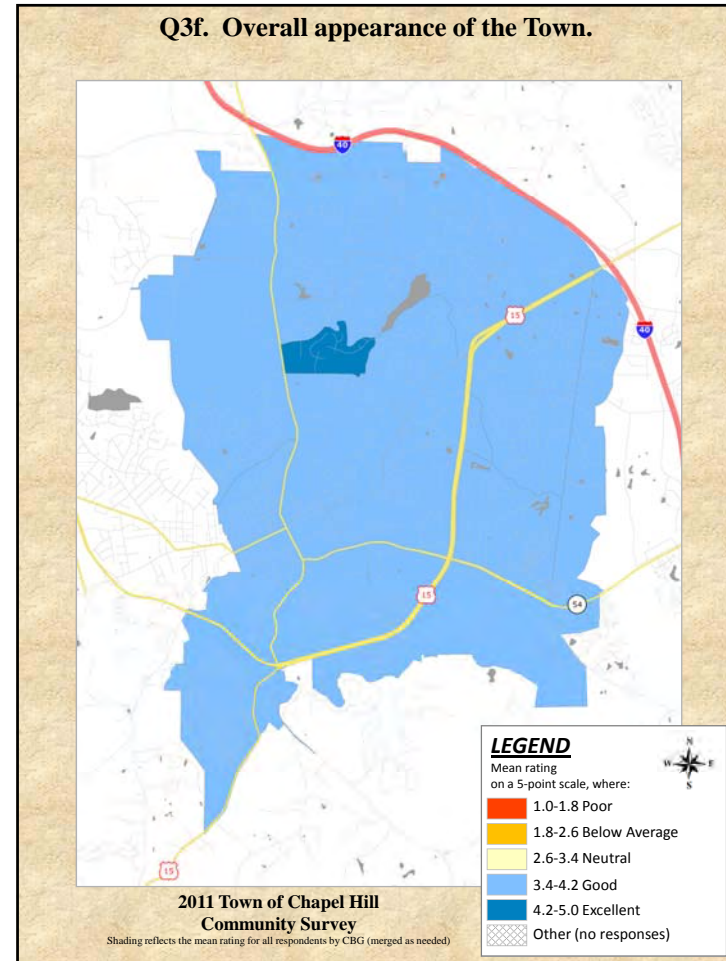 Q3f. Overall appearance of the Town.
40
15
40
15
54
15
LEGEND
N
W E
S
Mean rating
on a 5-point scale, where:
1.0-1.8 Poor
1.8-2.6 Below Average
2.6-3.4 Neutral
3.4-4.2 Good
4.2-5.0 Excellent
Other (no responses)
2011 Town of Chapel Hill
Community Survey
Shading reflects the mean rating for all respondents by CBG (merged as needed)